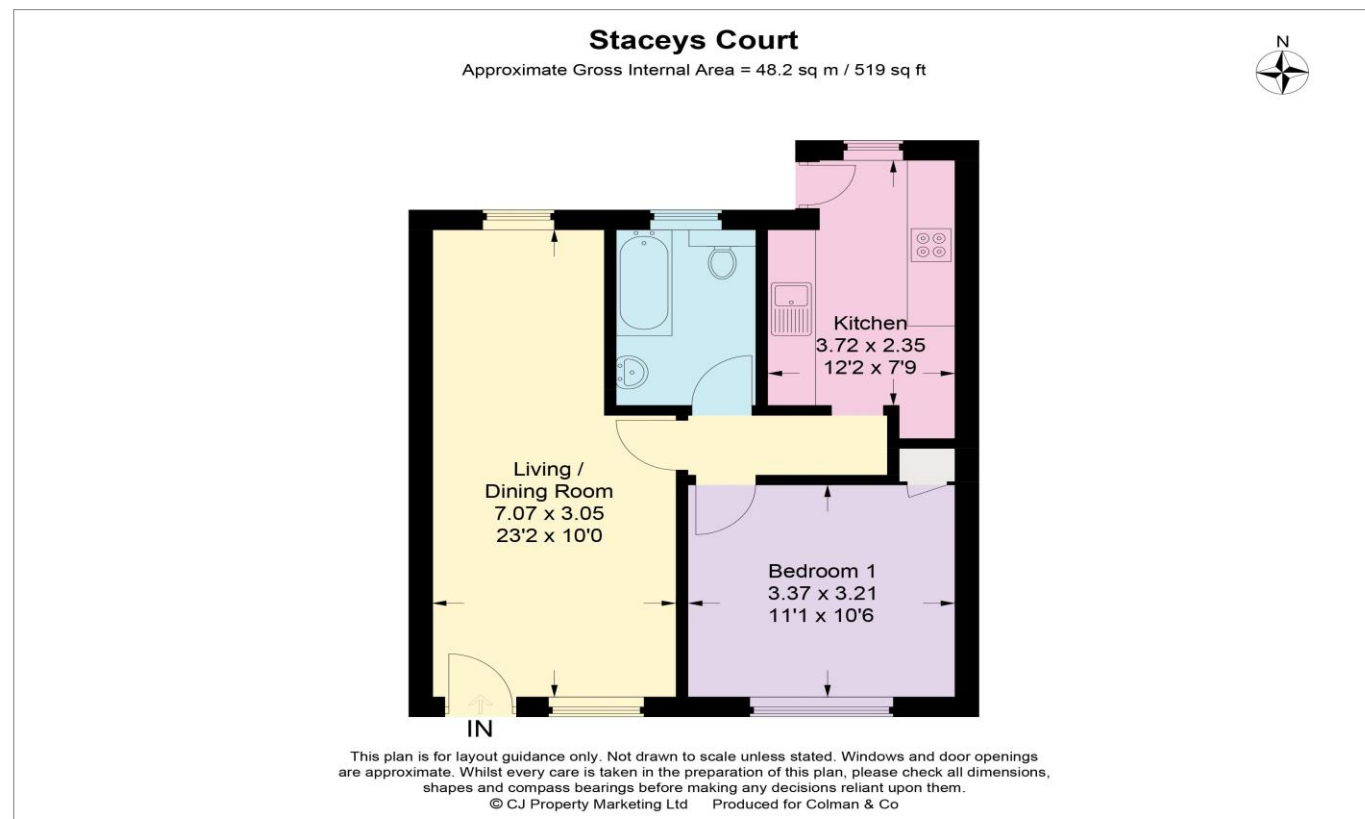 Staceys Court
Approximate Gross Internal Area = 48.2 sq m / 519 sq ft
N
Kitchen
3.72 x 2.35
12'2 x 7'9
Living /
Dining Room
7.07 x 3.05
23'2 x 10'0
Bedroom 1
3.37 x 3.21
11'1 x 10'6
IN
This plan is for layout guidance only. Not drawn to scale unless stated. Windows and door openings
are approximate. Whilst every care is taken in the preparation of this plan, please check all dimensions,
shapes and compass bearings before making any decisions reliant upon them.
© CJ Property Marketing Ltd Produced for Colman & Co